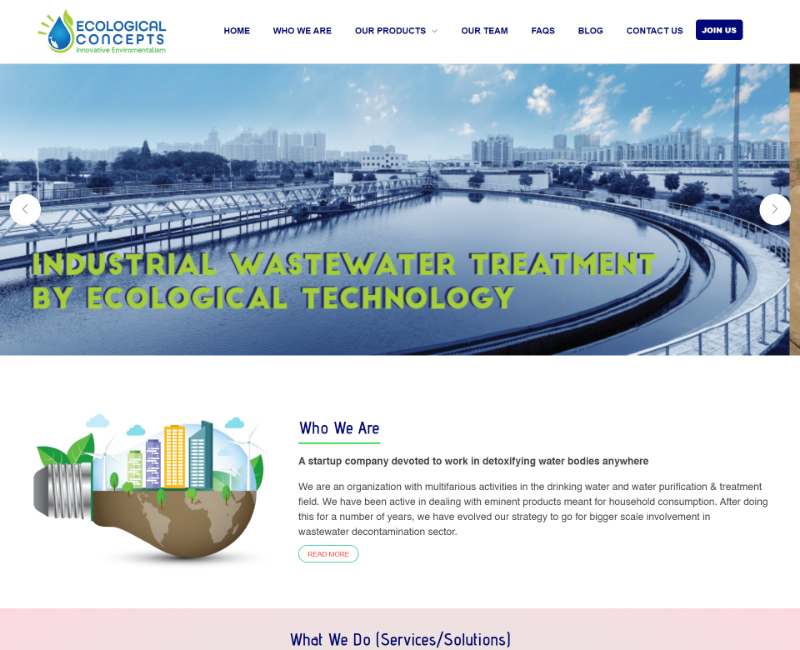 ECOLOGICAL
CONCEPTS
Innovative Enviromentalism
HOME WHO WE ARE OUR PRODUCTS OUR TEAM FAQS BLOG CONTACT US JOIN US
INDUSTRIAL WASTEWATER TREATMENT
BY ECOLOGICAL TECHNOLOGY
Who We Are
A startup company devoted to work in detoxifying water bodies anywhere
We are an organization with multifarious activities in the drinking water and water purification & treatment
field. We have been active in dealing with eminent products meant for household consumption. After doing
this for a number of years, we have evolved our strategy to go for bigger scale involvement in
wastewater decontamination sector.
READ MORE
What We Do (Services/Solutions)